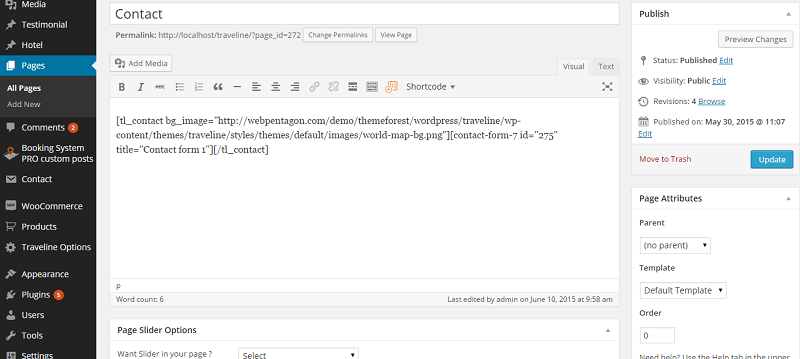 Media
Testimonial
Hotel
Pages
All Pages
Add New
Comments 2
Booking System
PRO custom posts
Contact
WooCommerce
Products
Traveline Options
Appearance
Plugins 5
Users
Tools
Settings
Contact
Permalink: http://localhost/traveline/?page_id=272 Change Permalinks View Page
Add Media
Visual Text
B I ABC Shortcode
[tl_contact bg_image="http://webpentagon.com/demo/themeforest/wordpress/traveline/wp-
content/themes/traveline/styles/themes/default/images/world-map-bg.png"][contact-form-7 id="275"
title="Contact form 1"][/tl_contact]
p
Word count: 6 Last edited by admin on June 10, 2015 at 9:58 am
Page Slider Options
Want Slider in your page ? Select
Publish
Preview Changes
Status: Published Edit
Visibility: Public Edit
Revisions: 4 Browse
Published on: May 30, 2015 @ 11:07
Edit
Move to Trash Update
Page Attributes
Parent
(no parent)
Template
Default Template
Order
0
Need help? Use the Help tab in the upper